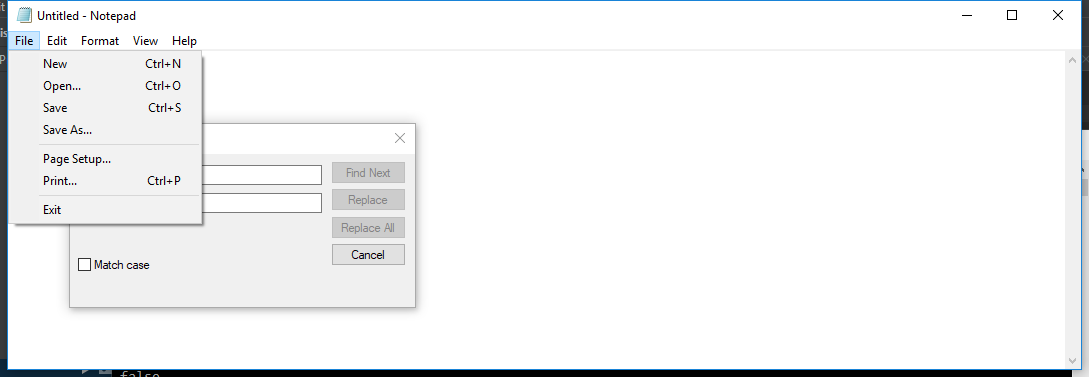 Untitled - Notepad
File Edit Format View Help
New Ctrl+N
Open... Ctrl+O
Save Ctrl+S
Save As...
Page Setup...
Print... Ctrl+P
Exit
Find Next
Replace
Replace All
Cancel
Match case
false